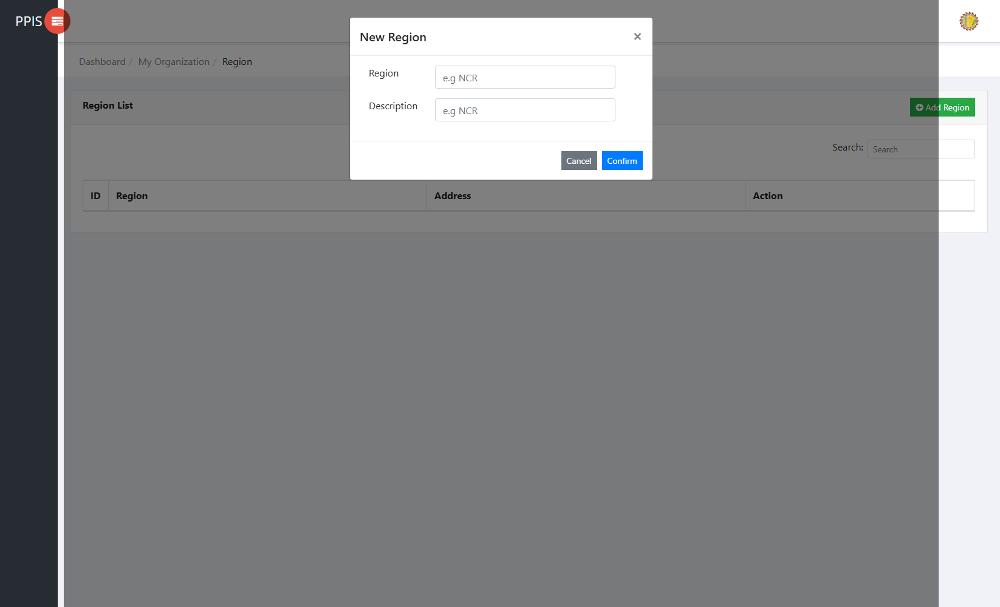 PPIS
New Region
×
Dashboard / My Organization / Region
Region
e.g NCR
Description
e.g NCR
Region List
Add Region
Search: Search
Cancel Confirm
ID Region Address Action